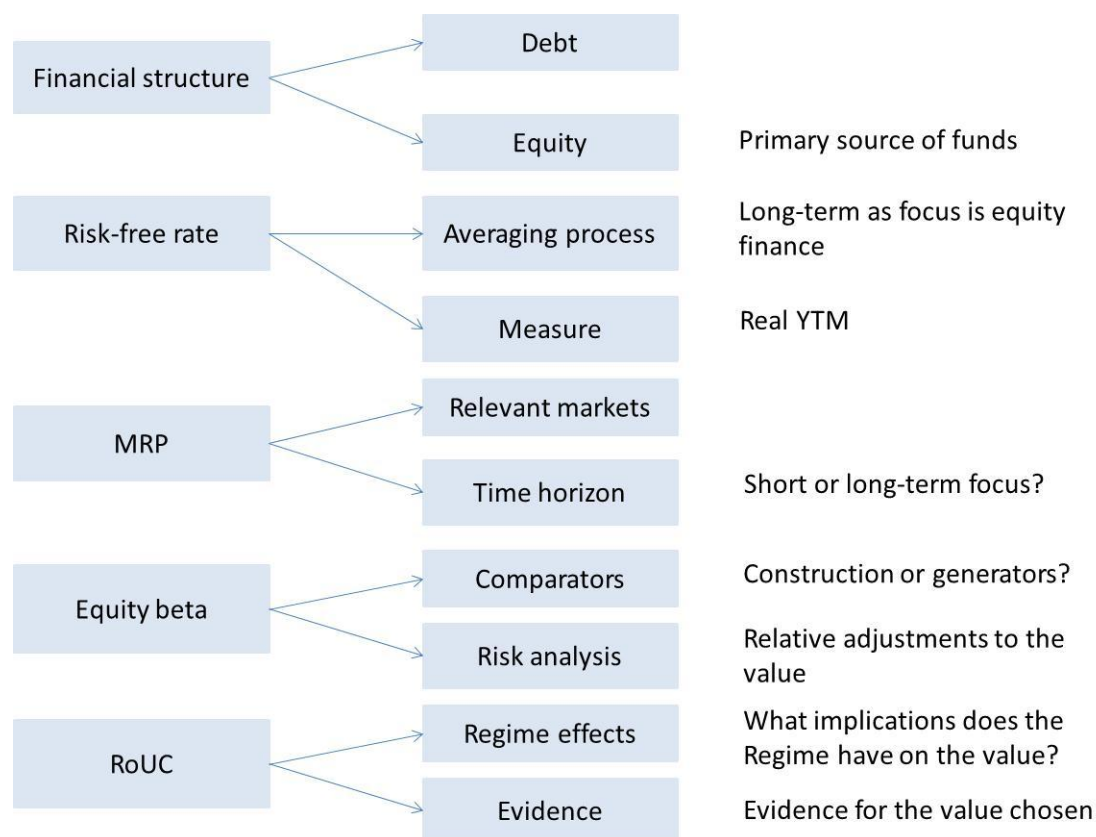 Debt
Financial structure
Equity
Primary source of funds
Risk-free rate
Averaging process
Long-term as focus is equity
finance
Measure
Real YTM
Relevant markets
MRP
Time horizon
Short or long-term focus?
Comparators
Construction or generators?
Equity beta
Risk analysis
Relative adjustments to the
value
Regime effects
What implications does the
Regime have on the value?
RoUC
Evidence
Evidence for the value chosen